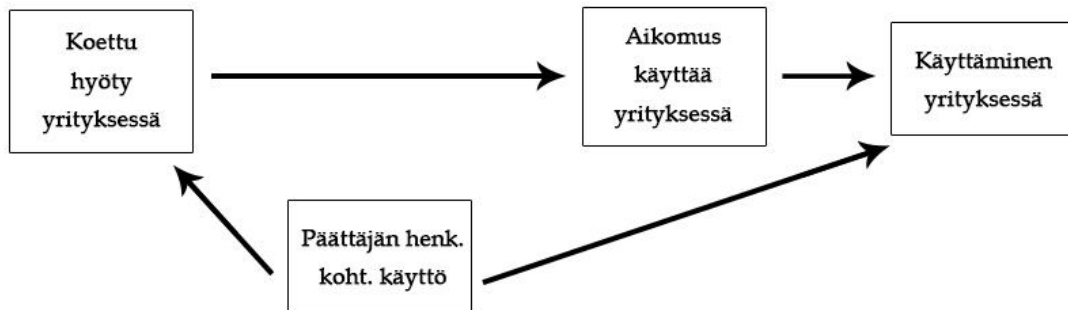 Koettu
hyöty
yrityksessä
Aikomus
käyttää
yrityksessä
Käyttäminen
yrityksessä
Päättäjän henk.
koht. käyttö